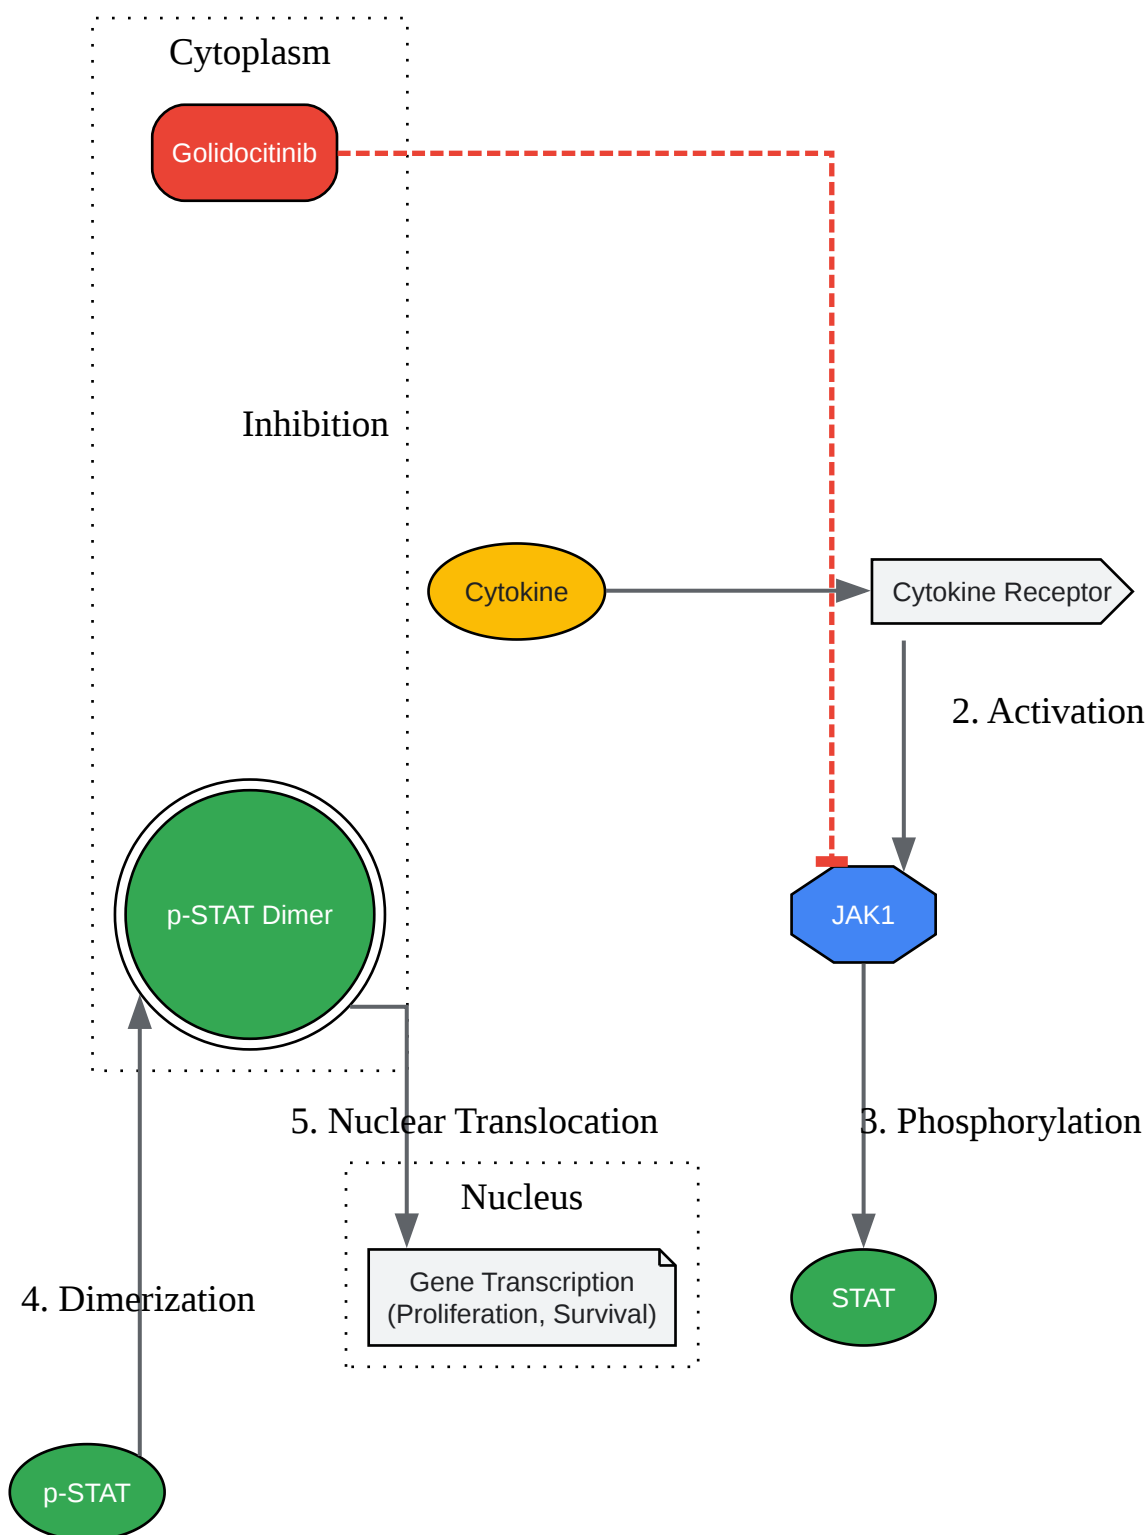 Cytoplasm
Golidocitinib
Inhibition
Cytokine
Cytokine Receptor
2. Activation
p-STAT Dimer
JAK1
5. Nuclear Translocation
3. Phosphorylation
Nucleus
Gene Transcription
(Proliferation, Survival)
4. Dimerization
STAT
p-STAT